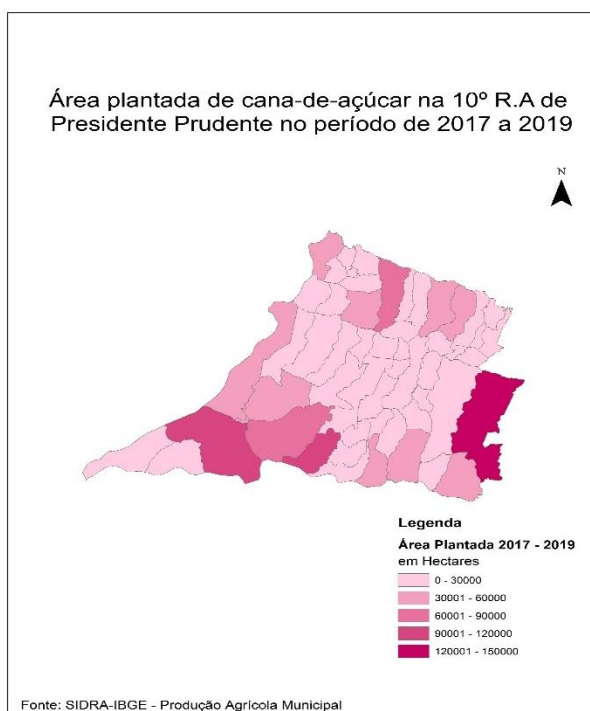 Área plantada de cana-de-açúcar na 10º R.A de
Presidente Prudente no período de 2017 a 2019
N
Legenda
Área Plantada 2017 - 2019
em Hectares
0 - 30000
30001 - 60000
60001 - 90000
90001 - 120000
120001 - 150000
Fonte: SIDRA-IBGE - Produção Agrícola Municipal